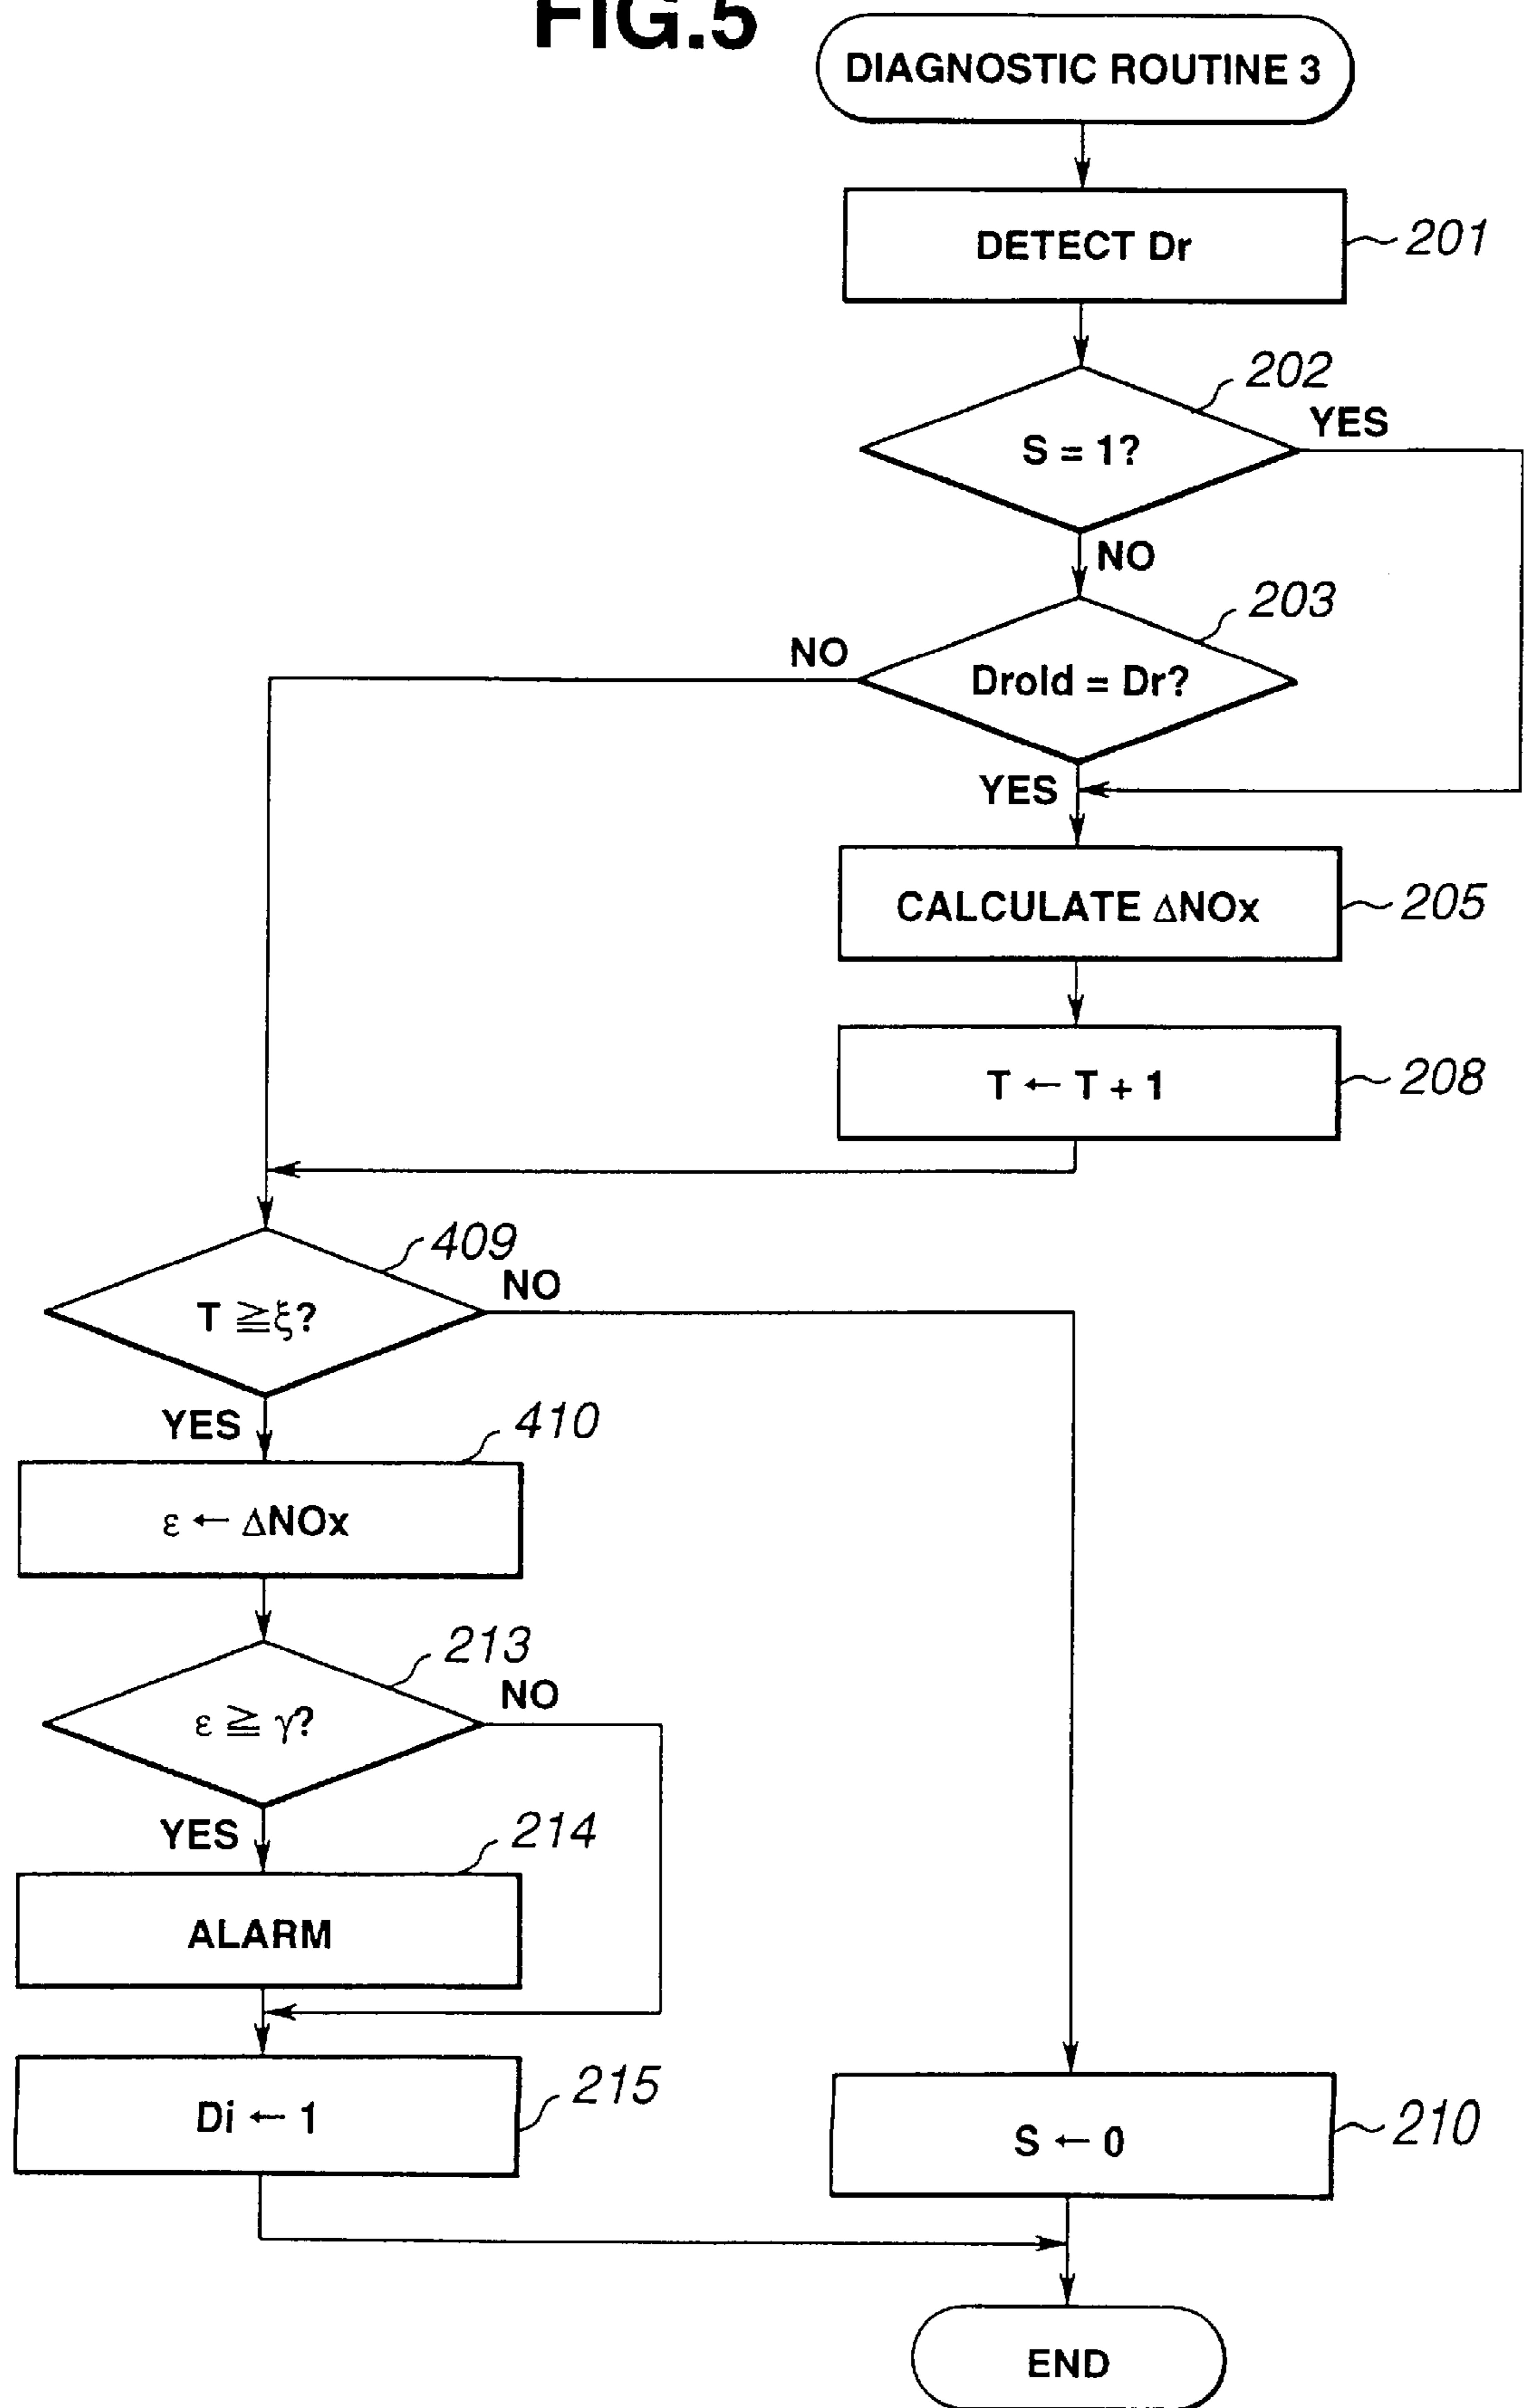 FIG.5
DIAGNOSTIC ROUTINE 3
DETECT Dr
201
202
S = 1?
YES
NO
203
NO
Drold = Dr?
YES
CALCULATE ΔNOx
205
T ← T + 1
208
409
T ≧ξ?
NO
YES
410
ε ← ΔNOx
213
ε ≧ γ?
NO
YES
214
ALARM
Di ← 1
215
S ← 0
210
END